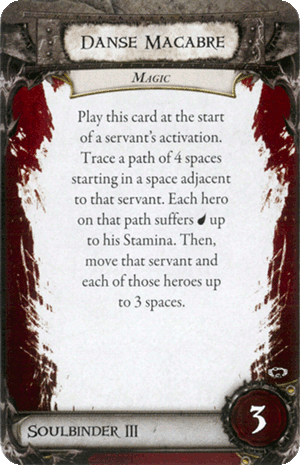 Danse Macabre
Magic
Play this card at the start
of a servant's activation.
Trace a path of 4 spaces
starting in a space adjacent
to that servant. Each hero
on that path suffers up
to his Stamina. Then,
move that servant and
each of those heroes up
to 3 spaces.
Soulbinder III
3